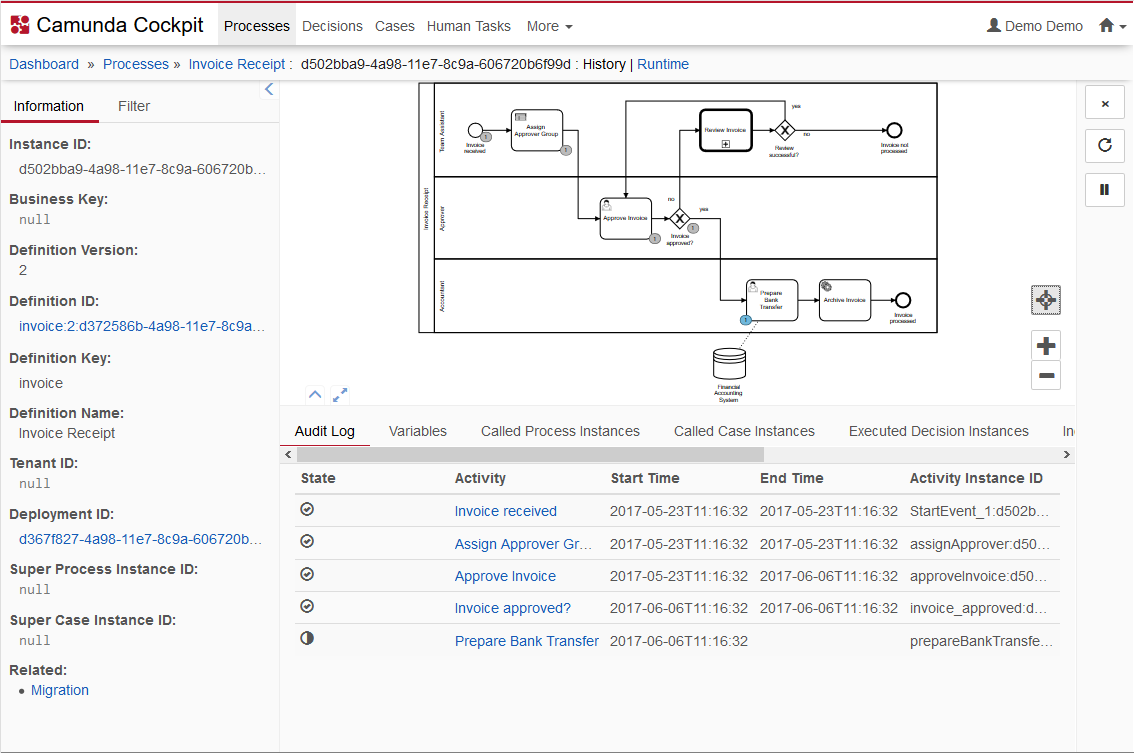 Camunda Cockpit Processes Decisions Cases Human Tasks More Demo Demo
Dashboard » Processes » Invoice Receipt : d502bba9-4a98-11e7-8c9a-606720b6f99d : History | Runtime
Information Filter
Instance ID:
d502bba9-4a98-11e7-8c9a-606720b...
Business Key:
null
Definition Version:
2
Definition ID:
invoice:2:d372586b-4a98-11e7-8c9a...
Definition Key:
invoice
Definition Name:
Invoice Receipt
Tenant ID:
null
Deployment ID:
d367f827-4a98-11e7-8c9a-606720b...
Super Process Instance ID:
null
Super Case Instance ID:
null
Related:
• Migration
Invoice Receipt
Team Assistant
Invoice
received
1
Assign
Approver Group
1
Review Invoice
yes
no
Review
successful?
Invoice not
processed
Approver
Approve Invoice
1
no
yes
1
Invoice
approved?
Accountant
Prepare
Bank
Transfer
1
Archive Invoice
Invoice
processed
Financial
Accounting
System
Audit Log Variables Called Process Instances Called Case Instances Executed Decision Instances
State Activity Start Time End Time Activity Instance ID
Invoice received 2017-05-23T11:16:32 2017-05-23T11:16:32 StartEvent_1:d502b...
Assign Approver Gr... 2017-05-23T11:16:32 2017-05-23T11:16:32 assignApprover:d50...
Approve Invoice 2017-05-23T11:16:32 2017-06-06T11:16:32 approveInvoice:d50...
Invoice approved? 2017-06-06T11:16:32 2017-06-06T11:16:32 invoice_approved:d...
Prepare Bank Transfer 2017-06-06T11:16:32 prepareBankTransfe...